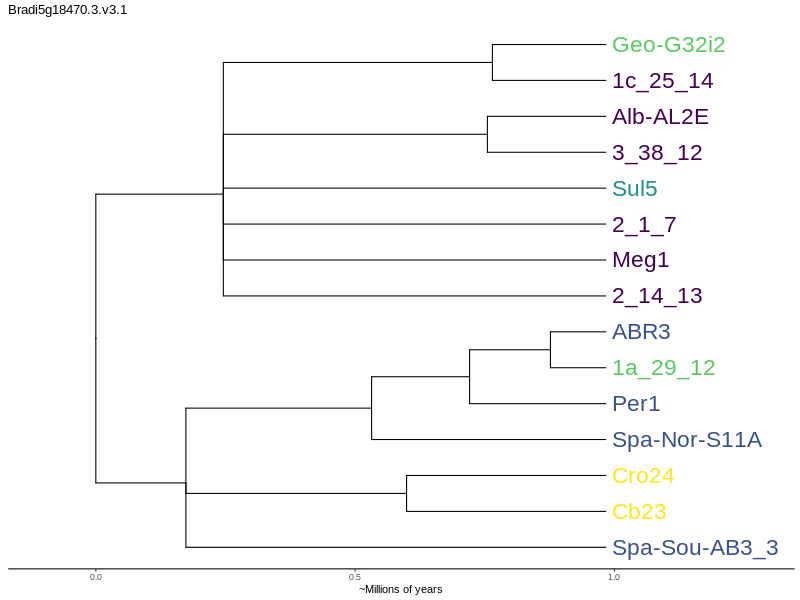 Bradi5g18470.3.v3.1
Geo-G32i2
1c_25_14
Alb-AL2E
3_38_12
Sul5
2_1_7
Meg1
2_14_13
ABR3
1a_29_12
Per1
Spa-Nor-S11A
Cro24
Cb23
Spa-Sou-AB3_3
0.0 0.5 1.0
~Millions of years